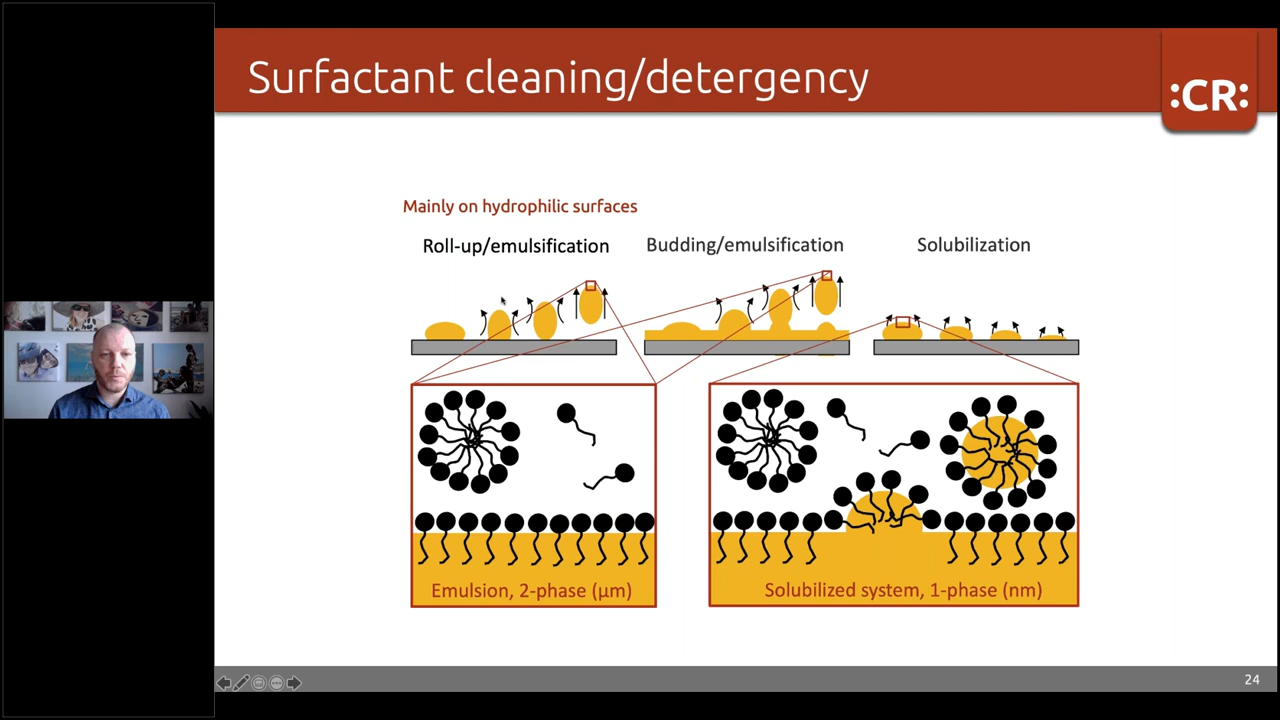 Surfactant cleaning/detergency
:CR:
Mainly on hydrophilic surfaces
Roll-up/emulsification
Budding/emulsification
Solubilization
Emulsion, 2-phase (µm)
Solubilized system, 1-phase (nm)
24